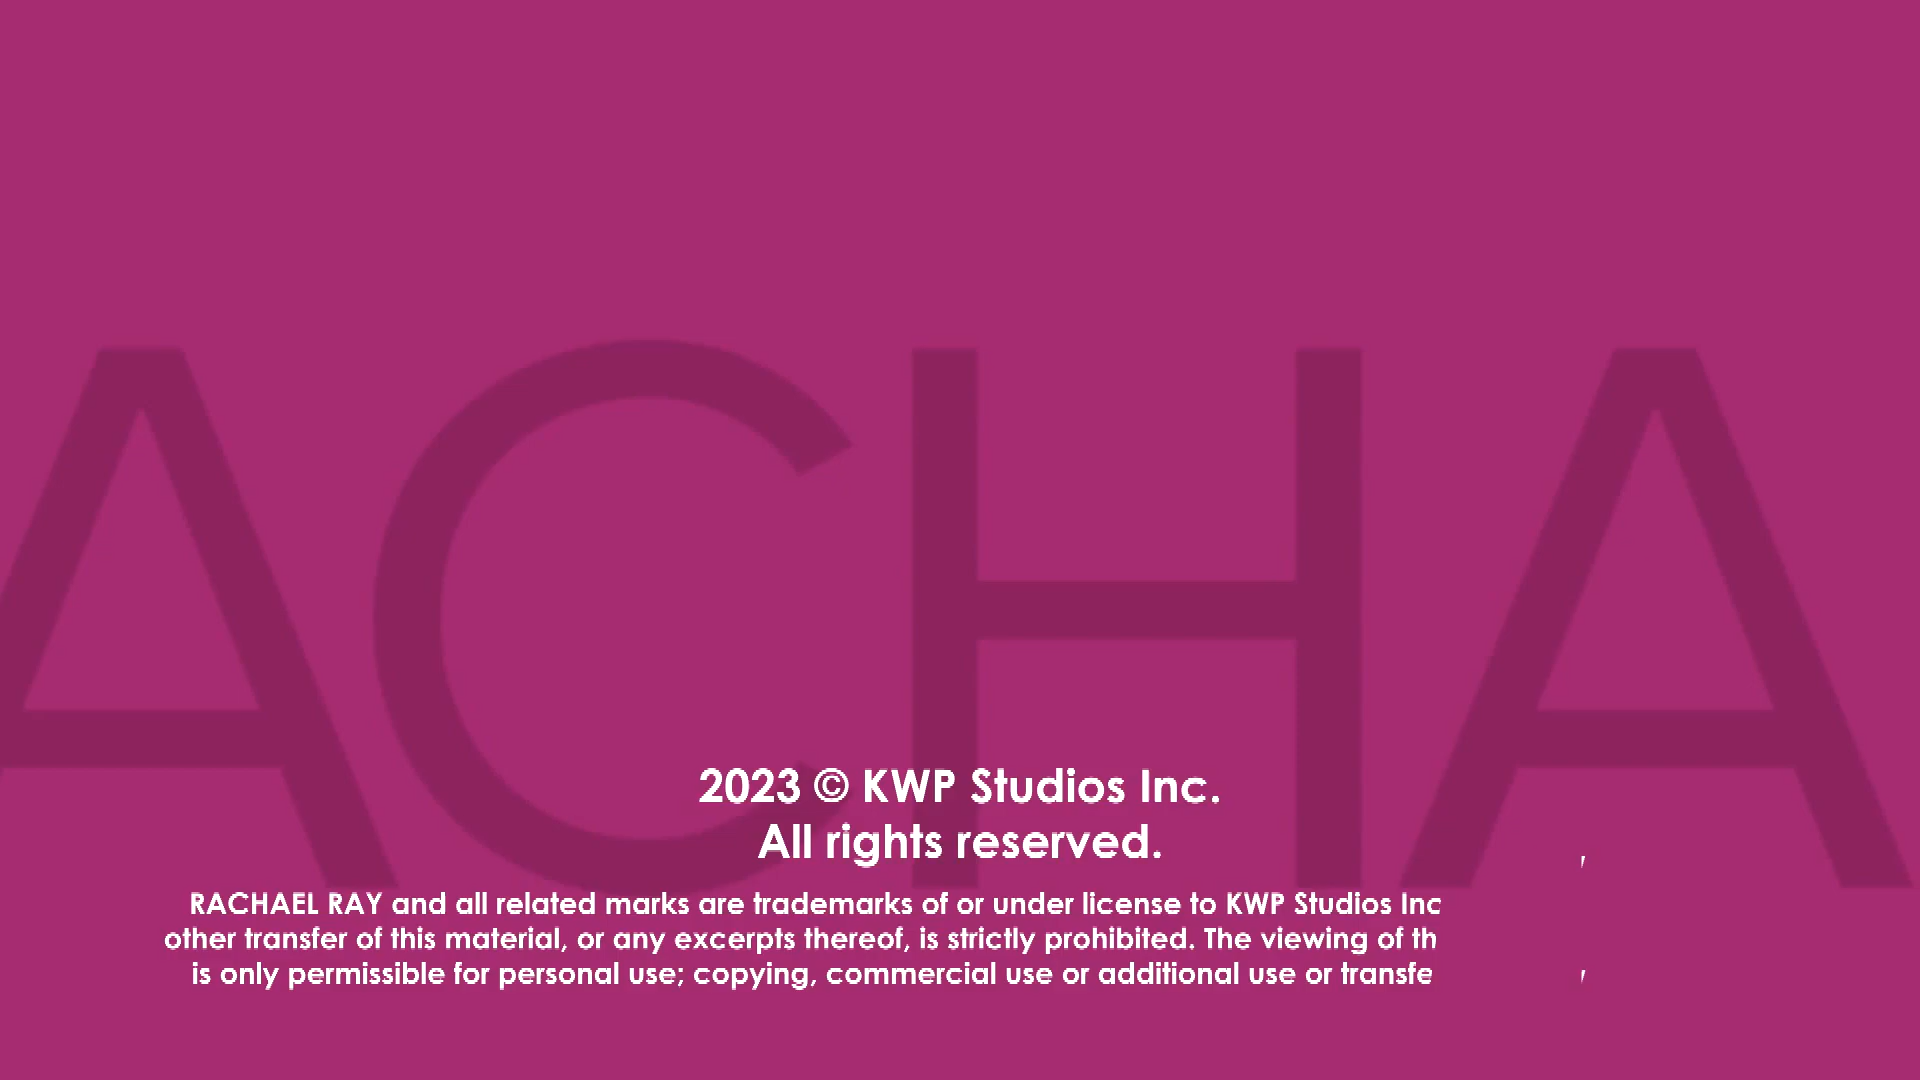 ACHA
2023 © KWP Studios Inc.
All rights reserved.
RACHAEL RAY and all related marks are trademarks of or under license to KWP Studios Inc
other transfer of this material, or any excerpts thereof, is strictly prohibited. The viewing of th
is only permissible for personal use; copying, commercial use or additional use or transfe